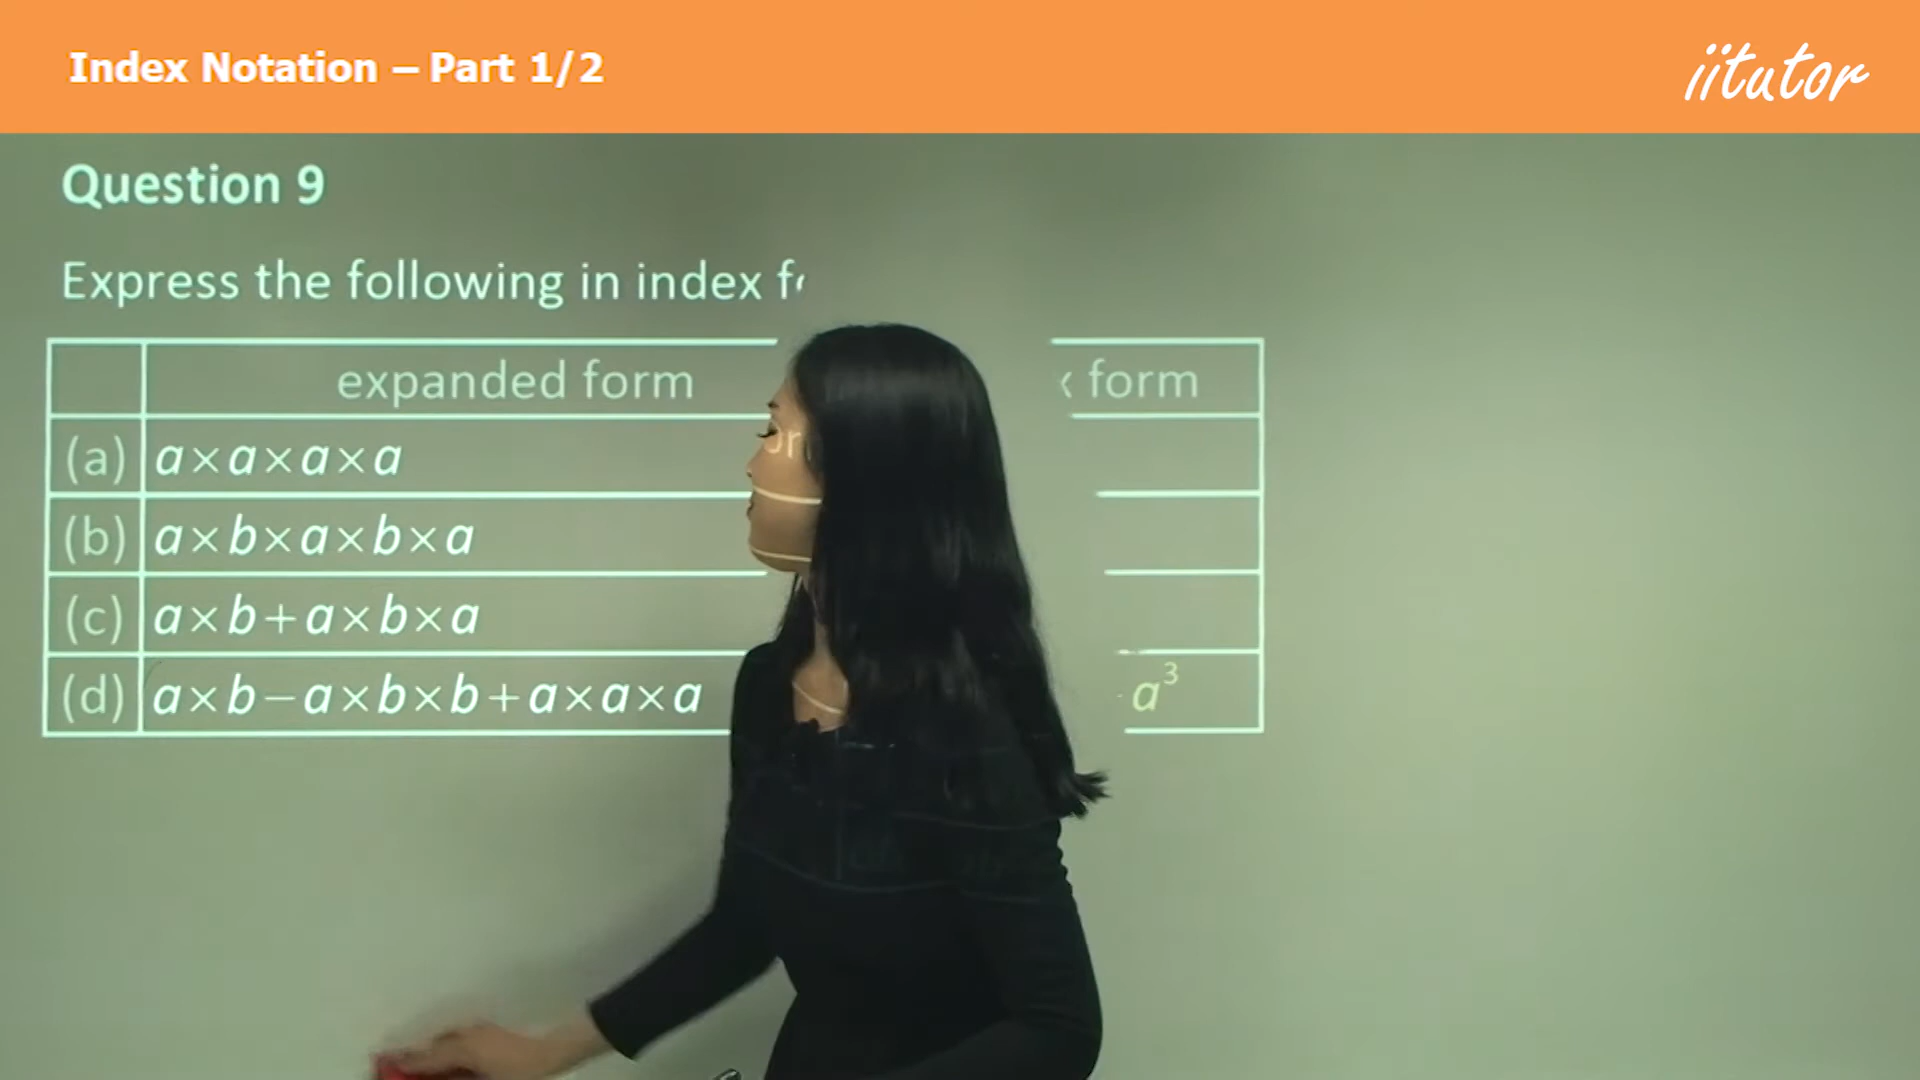 Index Notation – Part 1/2
iitutor
Question 9
Express the following in index
expanded form form
(a) a×a×a×a
(b) a×b×a×b×a
(c) a×b+a×b×a
(d) a×b−a×b×b+a×a×a a³